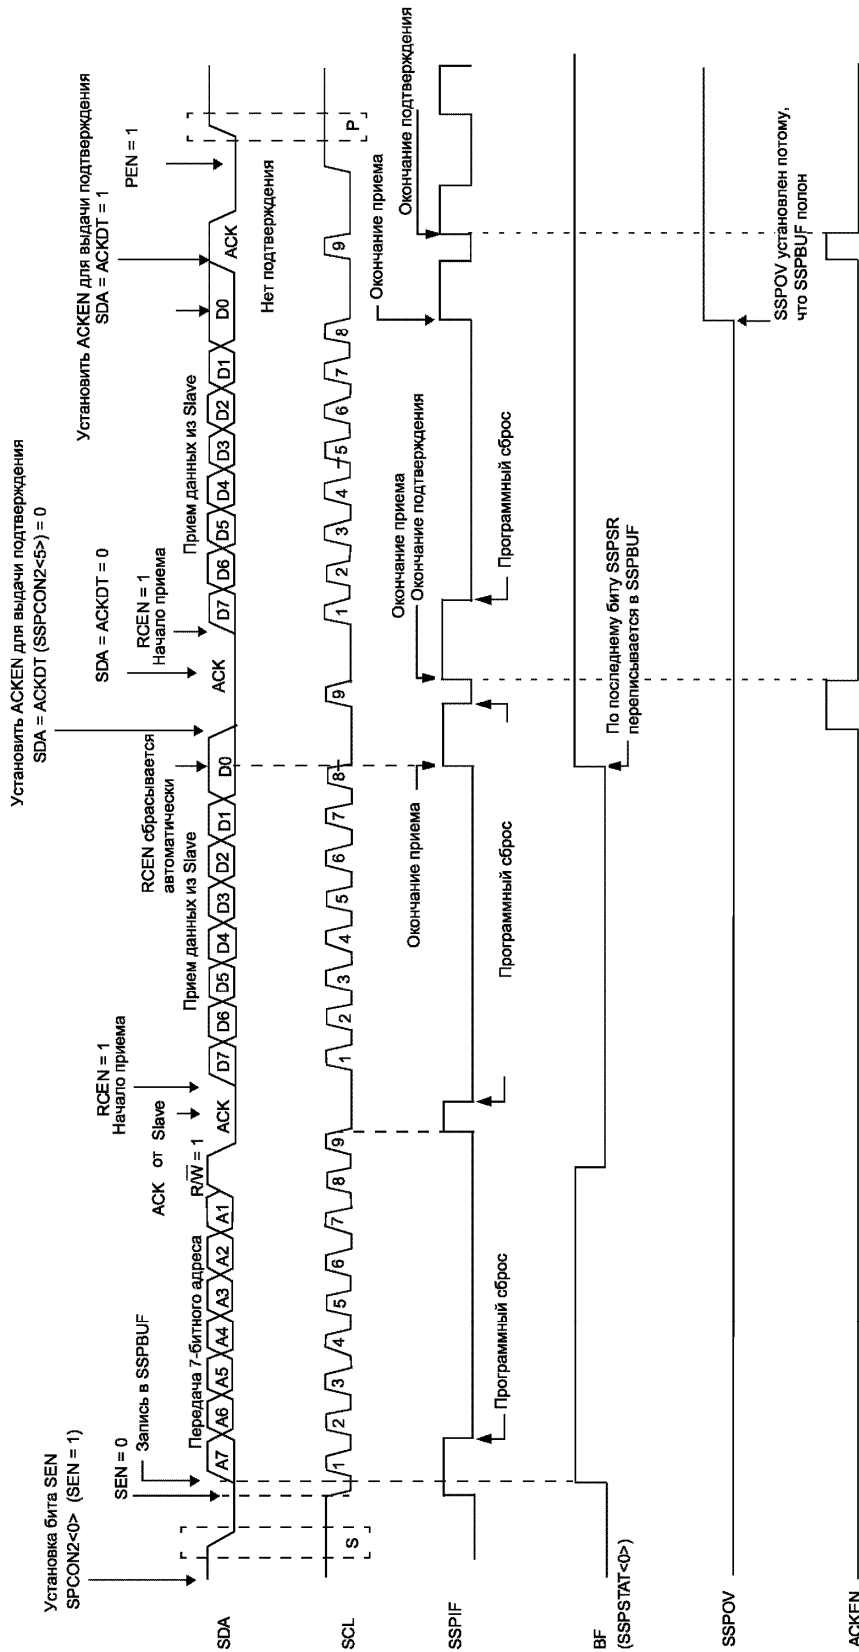 Установка бита SEN
SPCON2<0> (SEN = 1)
SEN = 0
Запись в SSPBUF
Передача 7-битного адреса
R/W = 1
ACK от Slave
RCEN = 1
Начало приема
Прием данных из Slave
RCEN сбрасывается
автоматически
Установить ACKEN для выдачи подтверждения
SDA = ACKDT (SSPCON2<5>) = 0
SDA = ACKDT = 0
RCEN = 1
Начало приема
Прием данных из Slave
Установить ACKEN для выдачи подтверждения
SDA = ACKDT = 1
PEN = 1
SDA
A7 A6 A5 A4 A3 A2 A1 ACK D7 D6 D5 D4 D3 D2 D1 D0 ACK D7 D6 D5 D4 D3 D2 D1 D0 ACK
Нет подтверждения
SCL
S 1 2 3 4 5 6 7 8 9 1 2 3 4 5 6 7 8 9 1 2 3 4 5 6 7 8 9 P
Окончание приема
Окончание приема
Окончание подтверждения
Окончание приема
Окончание подтверждения
SSPIF
Программный сброс
Программный сброс
Программный сброс
BF
(SSPSTAT<0>)
По последнему биту SSPSR
переписывается в SSPBUF
SSPOV
SSPOV установлен потому,
что SSPBUF полон
ACKEN